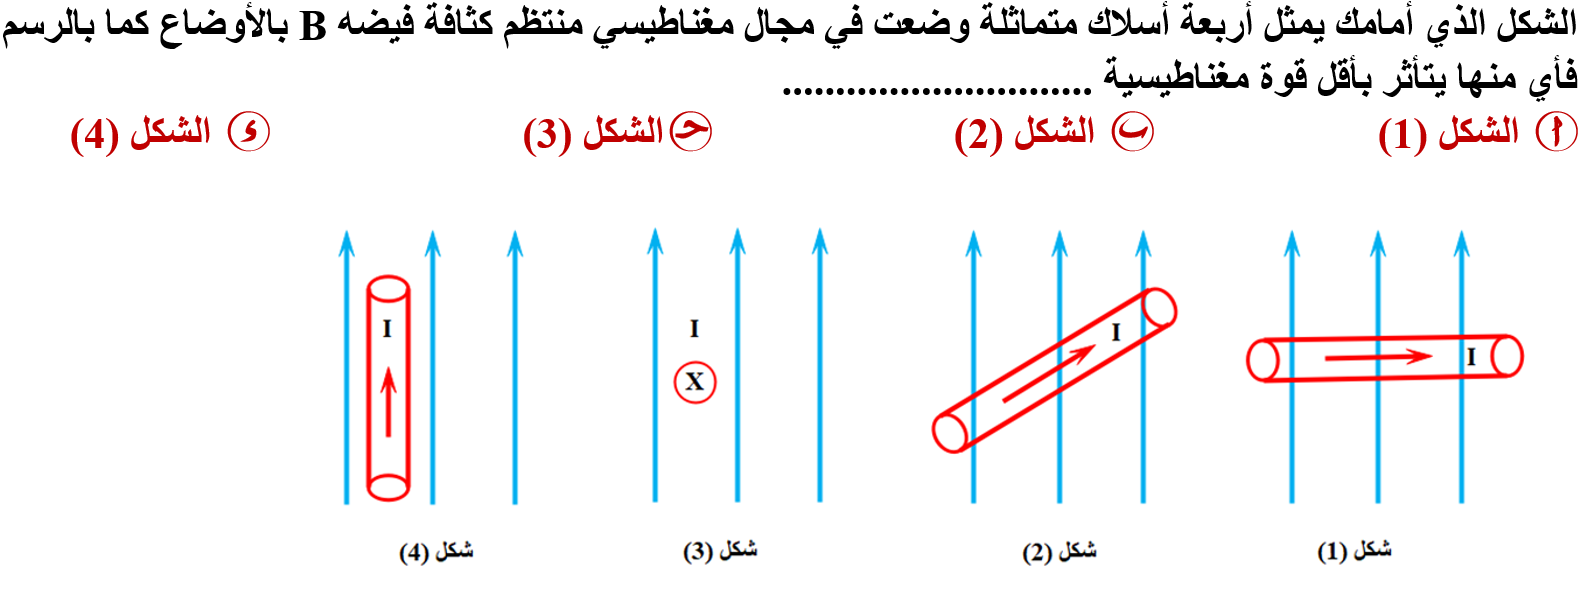 الشكل الذي أمامك يمثل أربعة أسلاك متماثلة وضعت في مجال مغناطيسي منتظم كثافة فيضه B بالأوضاع كما بالرسم
فأي منها يتأثر بأقل قوة مغناطيسية .............................
أ الشكل (1) ب الشكل (2) حـ الشكل (3) ء الشكل (4)
I I I I
X
شكل (1) شكل (2) شكل (3) شكل (4)